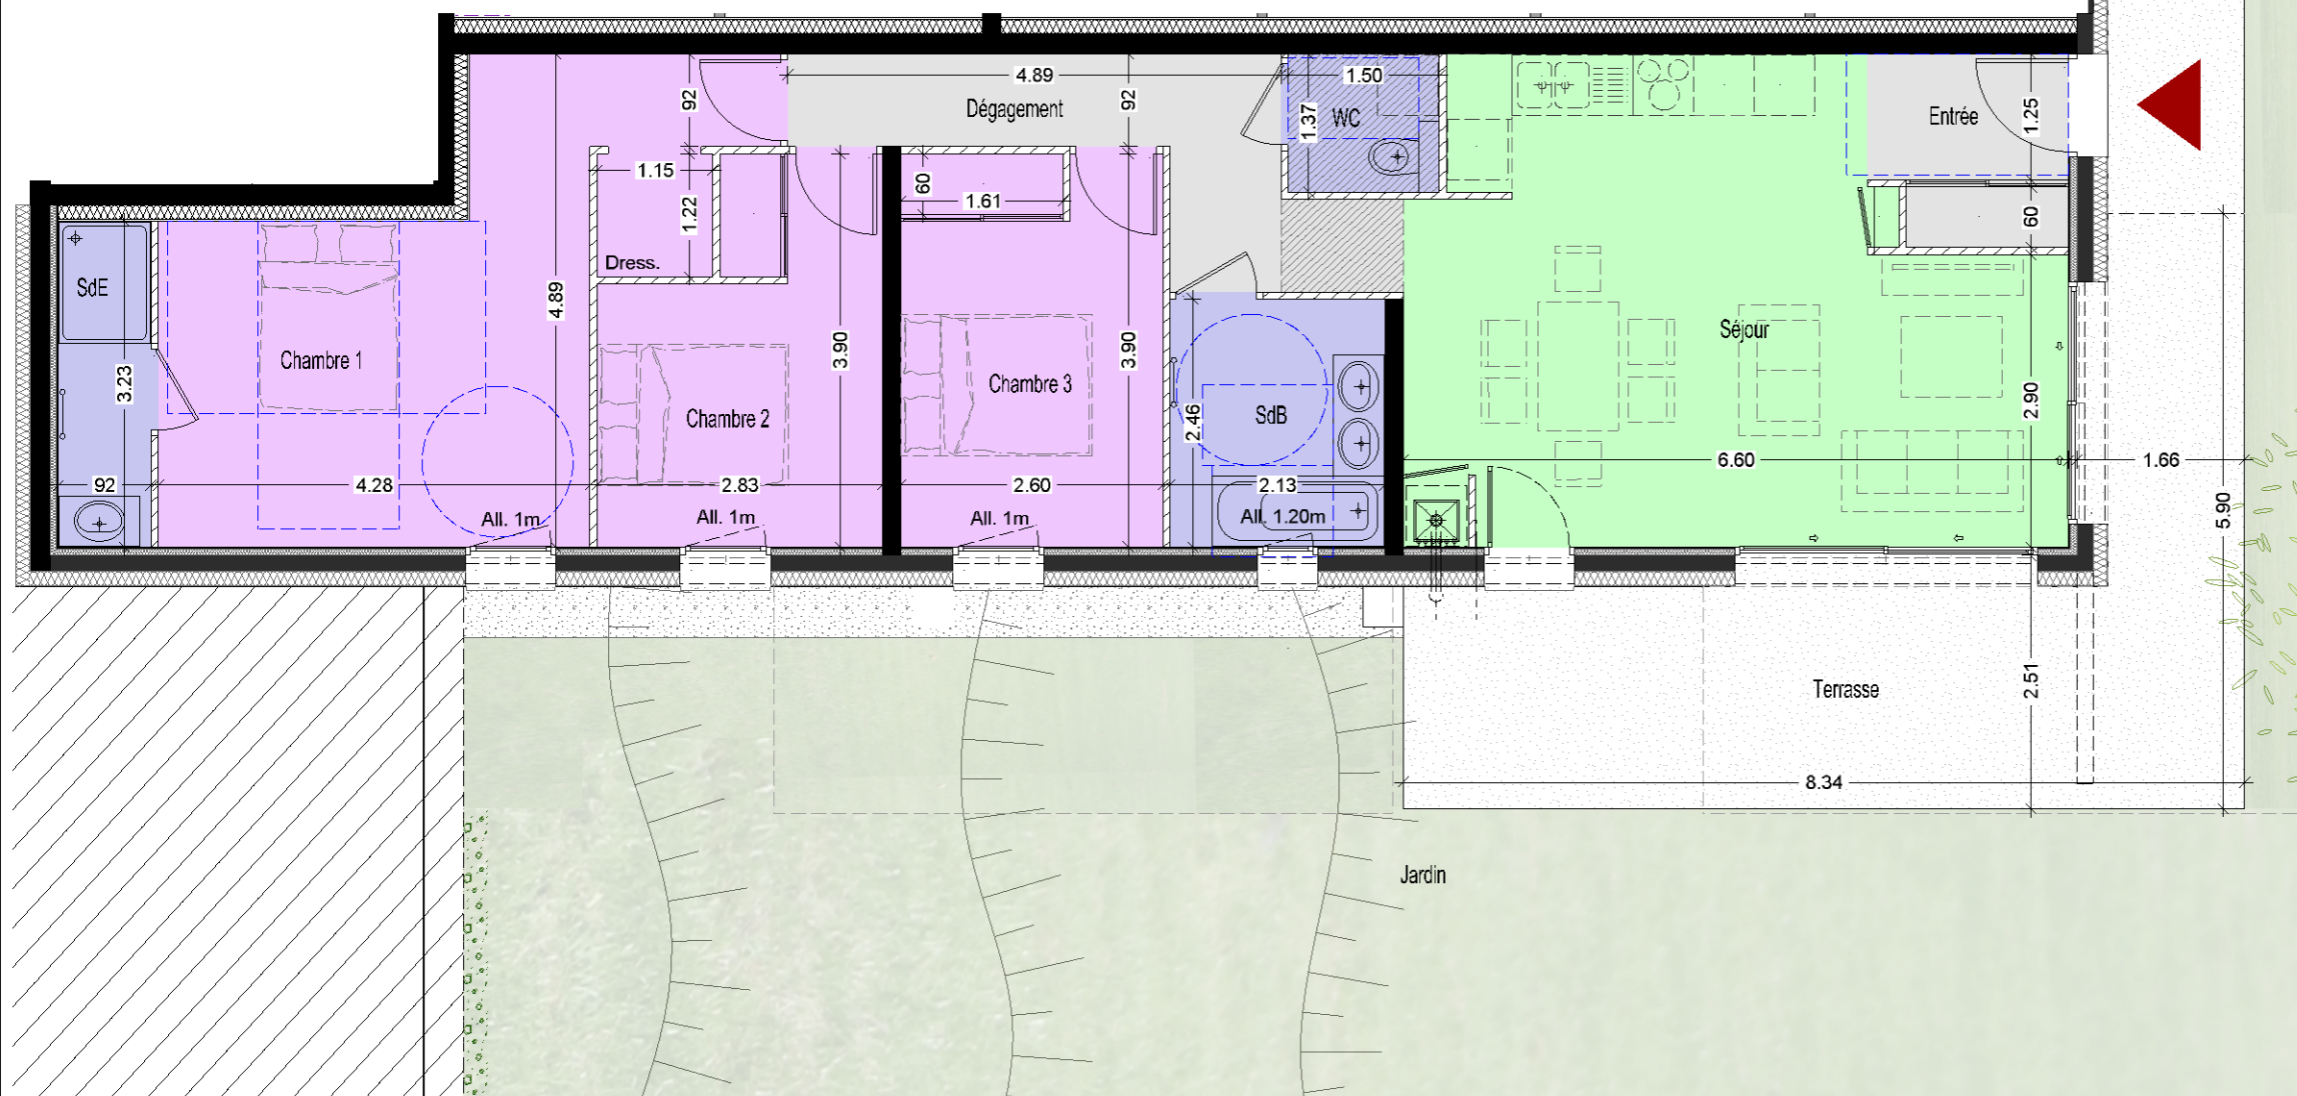 4.89
1.50
92
Dégagement
92
1.37
WC
Entrée
1.25
1.15
60
1.61
1.22
60
Dress.
SdE
4.89
Chambre 1
3.23
3.90
3.90
Séjour
Chambre 3
Chambre 2
SdB
2.46
2.90
6.60
1.66
92
4.28
2.83
2.60
2.13
5.90
All. 1m
All. 1m
All. 1m
All. 1.20m
Terrasse
2.51
8.34
Jardin